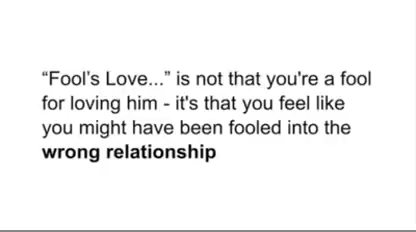 “Fool’s Love...” is not that you're a fool
for loving him - it's that you feel like
you might have been fooled into the
wrong relationship